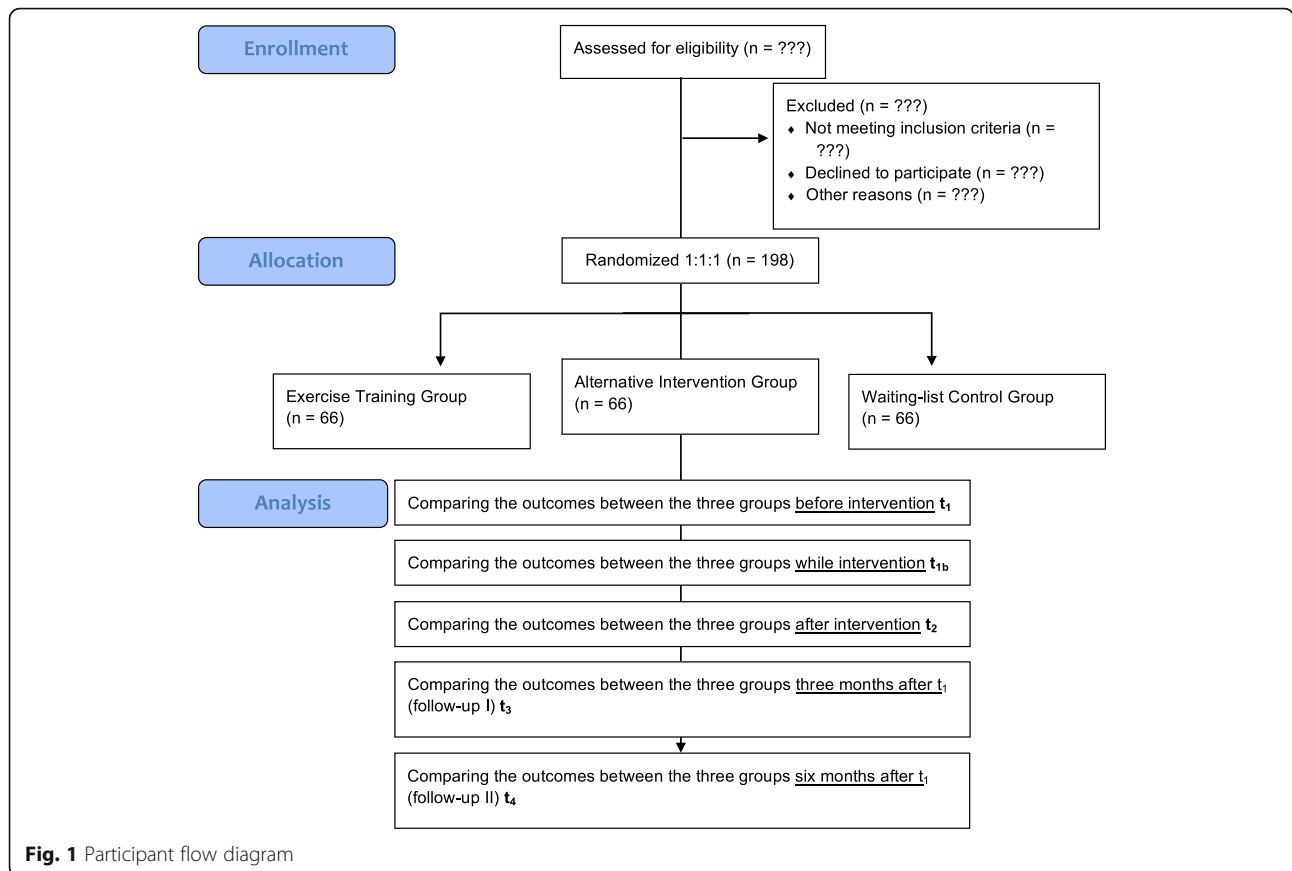 Enrollment
Assessed for eligibility (n = ???)
Excluded (n = ???)
♦ Not meeting inclusion criteria (n =
???)
♦ Declined to participate (n = ???)
♦ Other reasons (n = ???)
Allocation
Randomized 1:1:1 (n = 198)
Exercise Training Group
(n = 66)
Alternative Intervention Group
(n = 66)
Waiting-list Control Group
(n = 66)
Analysis
Comparing the outcomes between the three groups before intervention t₁
Comparing the outcomes between the three groups while intervention t₁b
Comparing the outcomes between the three groups after intervention t₂
Comparing the outcomes between the three groups three months after t₁
(follow-up I) t₃
Comparing the outcomes between the three groups six months after t₁
(follow-up II) t₄
Fig. 1 Participant flow diagram